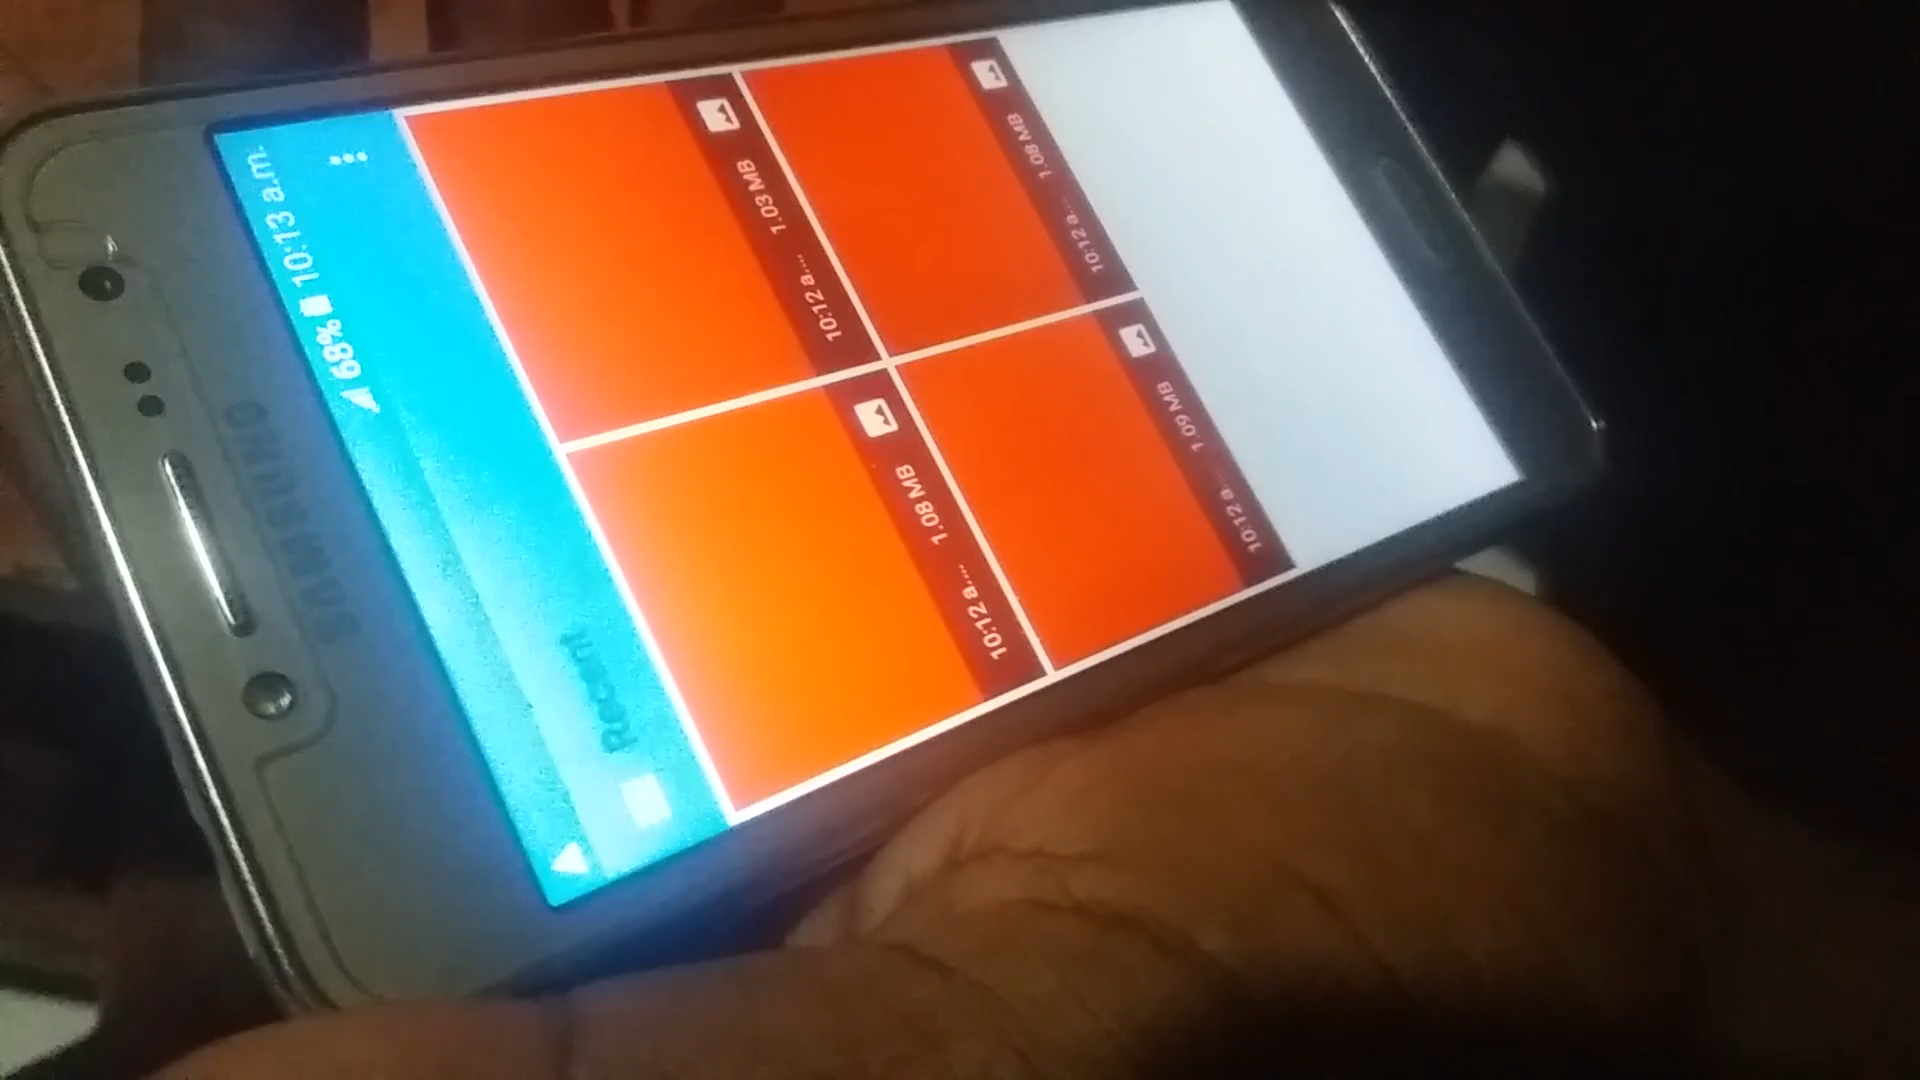 SAMSUNG
68% 10:13 a.m.
Recent
10:12 a.... 1.08 MB
10:12 a.... 1.03 MB
10:12 a.... 1.09 MB
10:12 a.... 1.08 MB